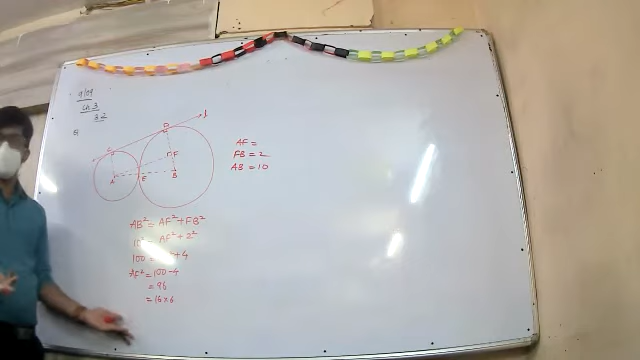 9/09
Ch 3
3.2
D
C
F
A
E
B
AF =
FB = 2
AB = 10
AB² = AF² + FB²
10² = AF² + 2²
100 = + 4
AF² = 100 - 4
= 96
= 16 × 6